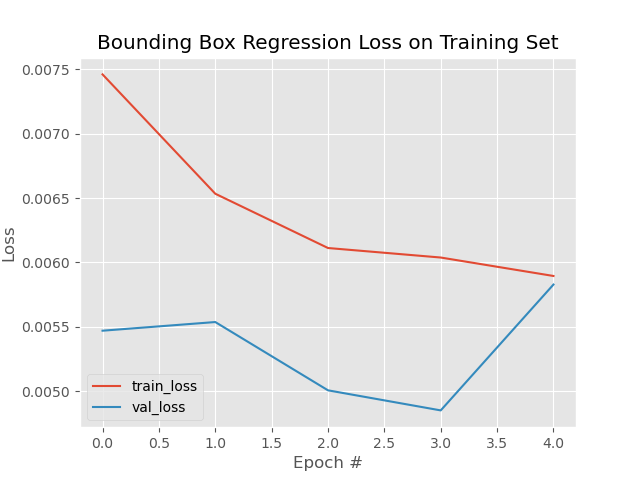 Bounding Box Regression Loss on Training Set
0.0075
0.0070
0.0065
0.0060
0.0055
0.0050
Loss
train_loss
val_loss
0.0 0.5 1.0 1.5 2.0 2.5 3.0 3.5 4.0
Epoch #